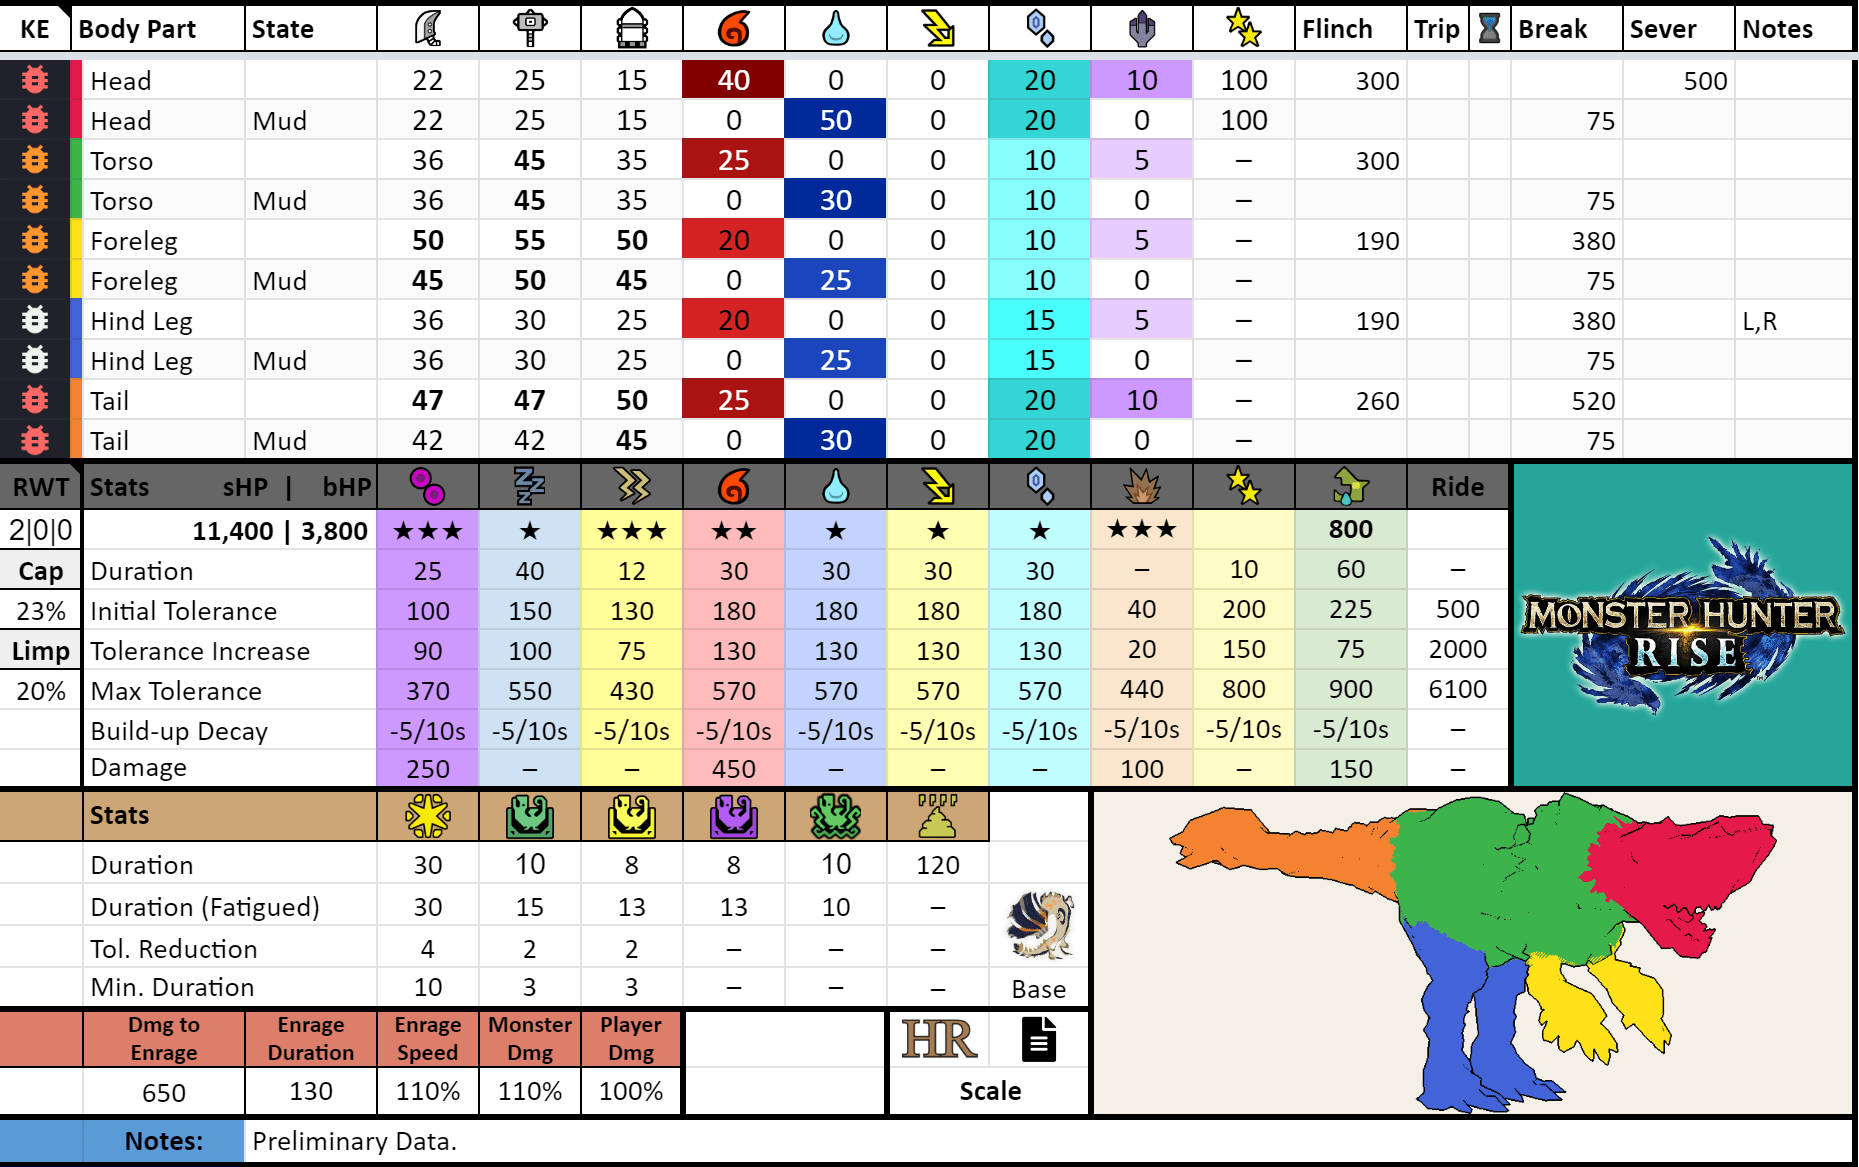 KE Body Part State Flinch Trip Break Sever Notes
Head 22 25 15 40 0 0 20 10 100 300 500
Head Mud 22 25 15 0 50 0 20 0 100 75
Torso 36 45 35 25 0 0 10 5 – 300
Torso Mud 36 45 35 0 30 0 10 0 – 75
Foreleg 50 55 50 20 0 0 10 5 – 190 380
Foreleg Mud 45 50 45 0 25 0 10 0 – 75
Hind Leg 36 30 25 20 0 0 15 5 – 190 380 L,R
Hind Leg Mud 36 30 25 0 25 0 15 0 – 75
Tail 47 47 50 25 0 0 20 10 – 260 520
Tail Mud 42 42 45 0 30 0 20 0 – 75
RWT Stats sHP | bHP Ride
2|0|0 11,400 | 3,800 ★★★ ★ ★★★ ★★ ★ ★ ★ ★★★ 800
Cap Duration 25 40 12 30 30 30 30 – 10 60 –
23% Initial Tolerance 100 150 130 180 180 180 180 40 200 225 500
Limp Tolerance Increase 90 100 75 130 130 130 130 20 150 75 2000
20% Max Tolerance 370 550 430 570 570 570 570 440 800 900 6100
Build-up Decay -5/10s -5/10s -5/10s -5/10s -5/10s -5/10s -5/10s -5/10s -5/10s -5/10s –
Damage 250 – – 450 – – – 100 – 150 –
MONSTER HUNTER
RISE
Stats
Duration 30 10 8 8 10 120
Duration (Fatigued) 30 15 13 13 10 –
Tol. Reduction 4 2 2 – – –
Min. Duration 10 3 3 – – – Base
Dmg to Enrage Enrage Duration Enrage Speed Monster Dmg Player Dmg HR
650 130 110% 110% 100% Scale
Notes: Preliminary Data.